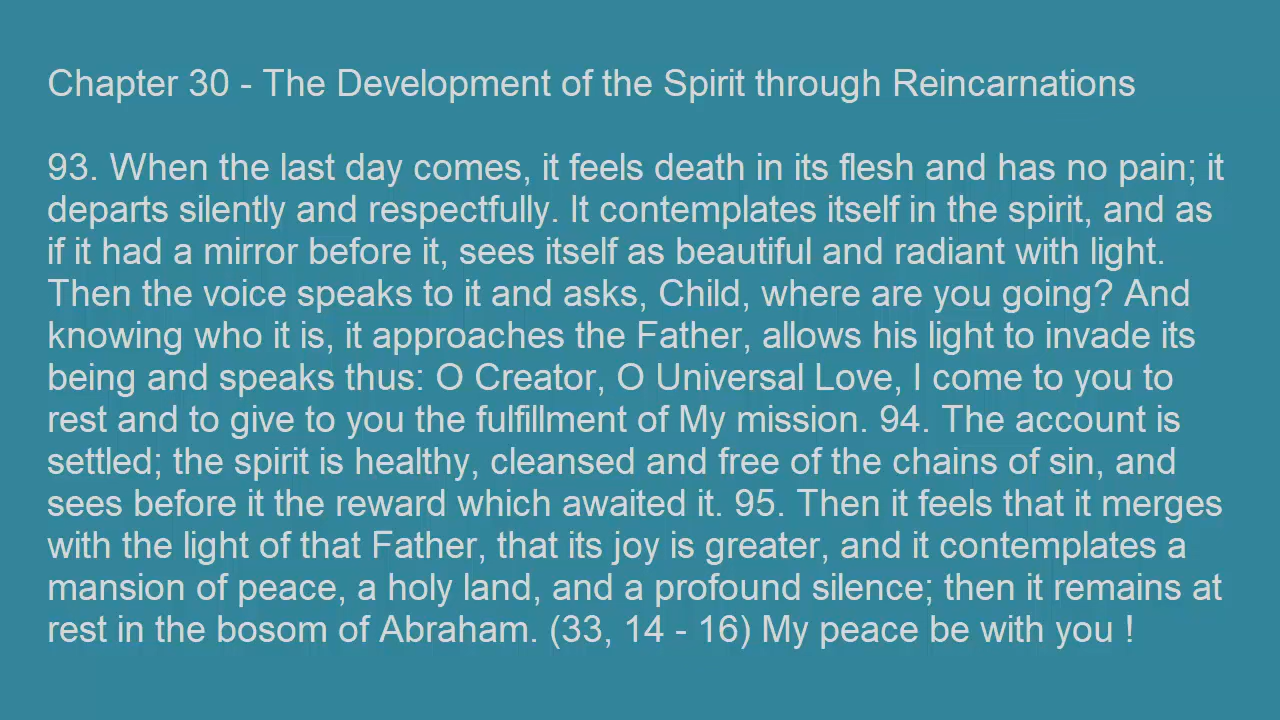 Chapter 30 - The Development of the Spirit through Reincarnations
93. When the last day comes, it feels death in its flesh and has no pain; it
departs silently and respectfully. It contemplates itself in the spirit, and as
if it had a mirror before it, sees itself as beautiful and radiant with light.
Then the voice speaks to it and asks, Child, where are you going? And
knowing who it is, it approaches the Father, allows his light to invade its
being and speaks thus: O Creator, O Universal Love, I come to you to
rest and to give to you the fulfillment of My mission. 94. The account is
settled; the spirit is healthy, cleansed and free of the chains of sin, and
sees before it the reward which awaited it. 95. Then it feels that it merges
with the light of that Father, that its joy is greater, and it contemplates a
mansion of peace, a holy land, and a profound silence; then it remains at
rest in the bosom of Abraham. (33, 14 - 16) My peace be with you !